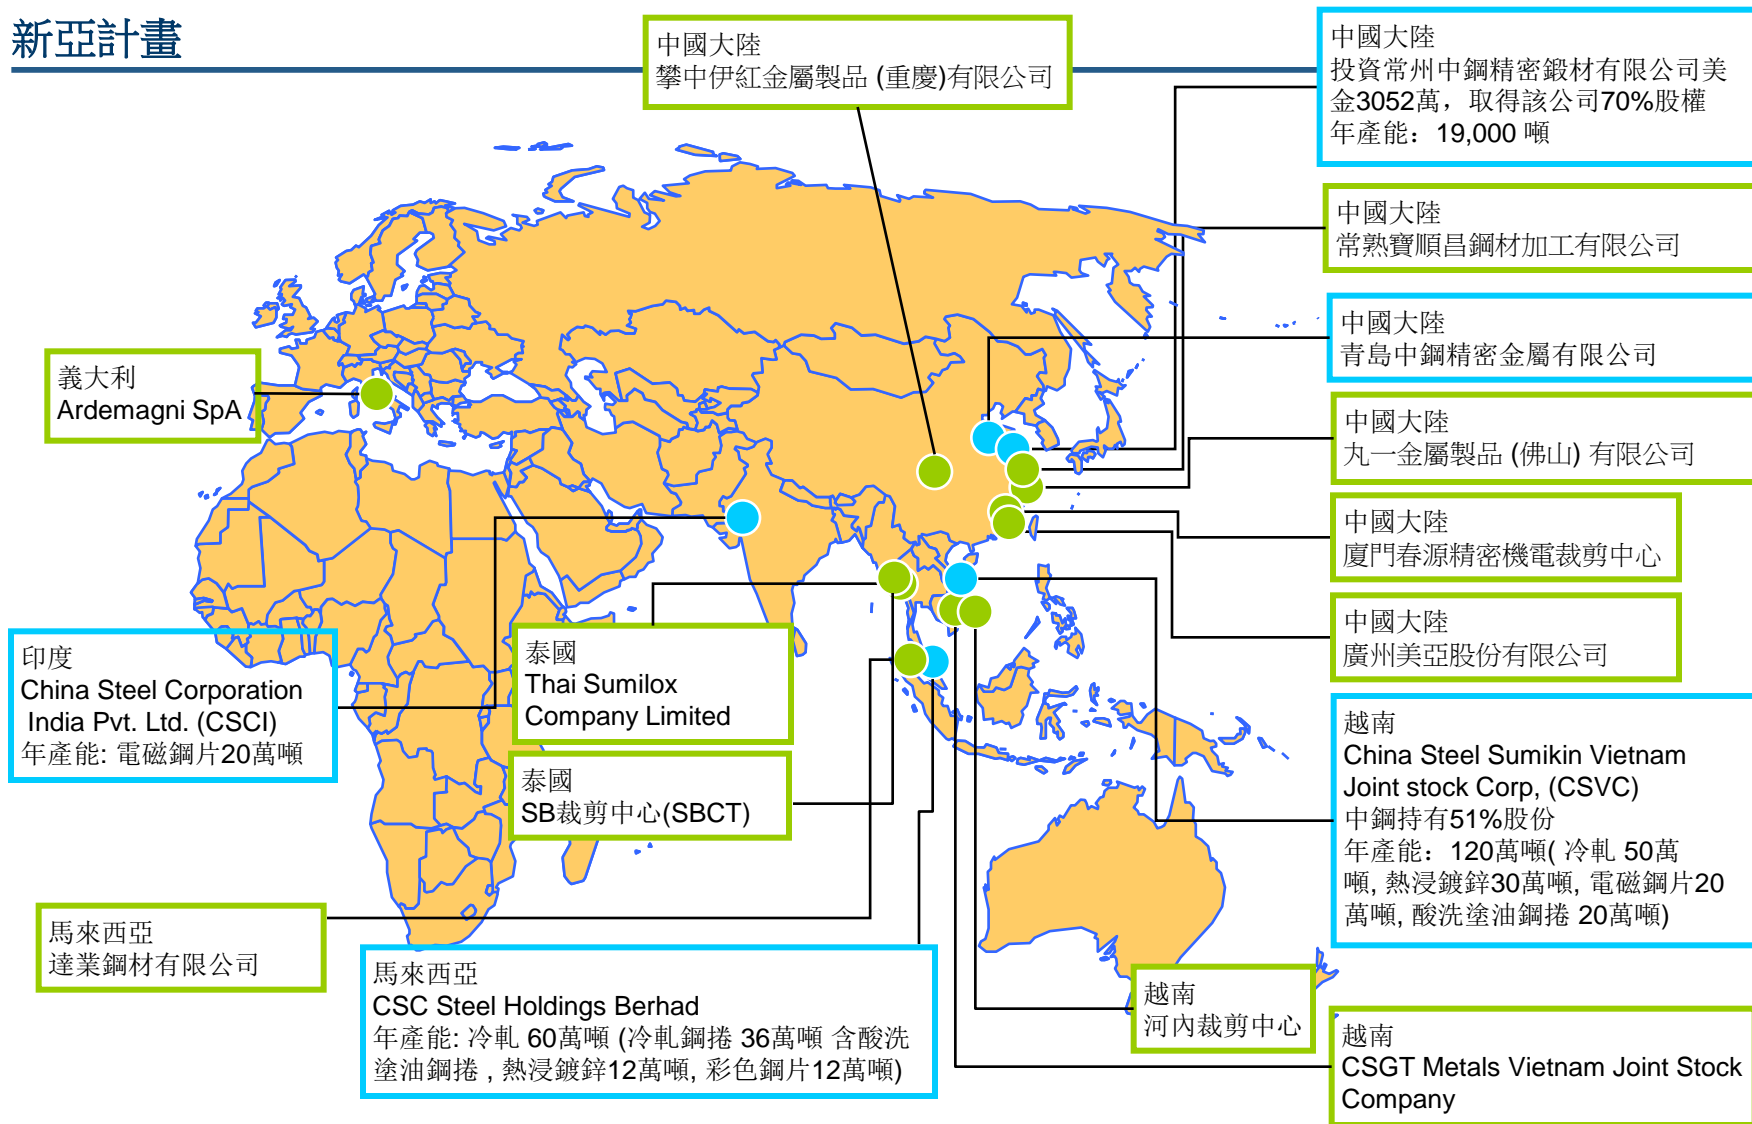 新亞計畫
中國大陸
攀中伊紅金屬製品 (重慶)有限公司
中國大陸
投資常州中鋼精密鍛材有限公司美
金3052萬，取得該公司70%股權
年產能：19,000 噸
中國大陸
常熟寶順昌鋼材加工有限公司
中國大陸
青島中鋼精密金屬有限公司
義大利
Ardemagni SpA
中國大陸
丸一金屬製品 (佛山) 有限公司
中國大陸
廈門春源精密機電裁剪中心
中國大陸
廣州美亞股份有限公司
印度
China Steel Corporation
India Pvt. Ltd. (CSCI)
年產能: 電磁鋼片20萬噸
泰國
Thai Sumilox
Company Limited
泰國
SB裁剪中心(SBCT)
越南
China Steel Sumikin Vietnam
Joint stock Corp, (CSVC)
中鋼持有51%股份
年產能：120萬噸( 冷軋 50萬
噸, 熱浸鍍鋅30萬噸, 電磁鋼片20
萬噸, 酸洗塗油鋼捲 20萬噸)
馬來西亞
達業鋼材有限公司
馬來西亞
CSC Steel Holdings Berhad
年產能: 冷軋 60萬噸 (冷軋鋼捲 36萬噸 含酸洗
塗油鋼捲 , 熱浸鍍鋅12萬噸, 彩色鋼片12萬噸)
越南
河內裁剪中心
越南
CSGT Metals Vietnam Joint Stock
Company